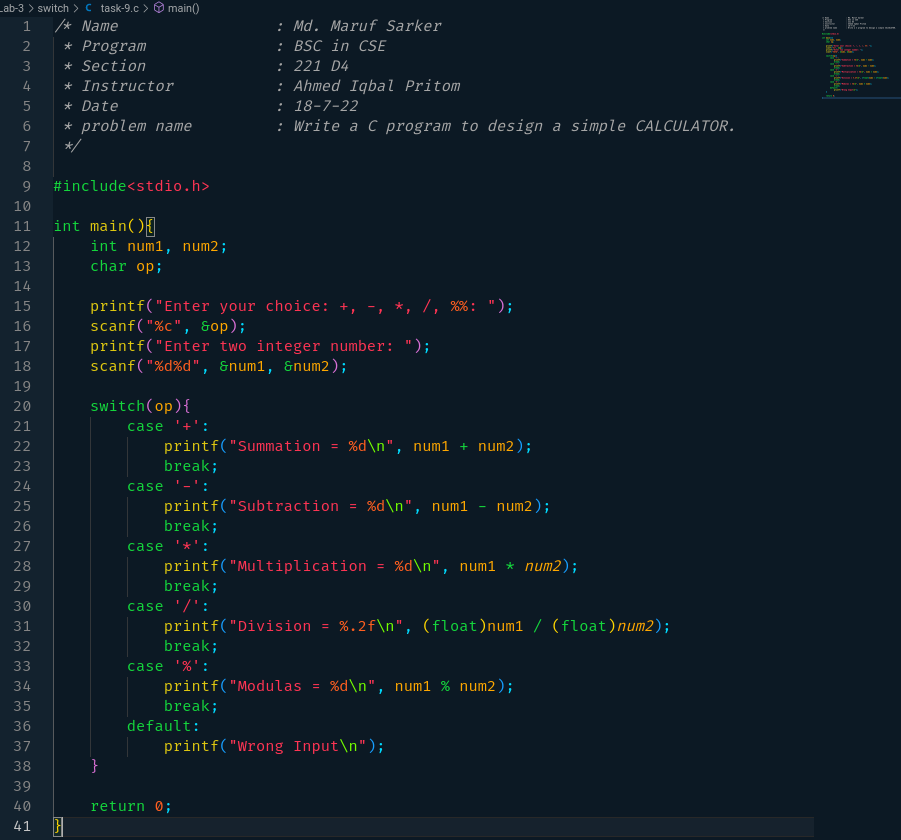 Lab-3 > switch > C task-9.c > main()
1 /* Name : Md. Maruf Sarker
2 * Program : BSC in CSE
3 * Section : 221 D4
4 * Instructor : Ahmed Iqbal Pritom
5 * Date : 18-7-22
6 * problem name : Write a C program to design a simple CALCULATOR.
7 */
8
9 #include<stdio.h>
10
11 int main(){
12 int num1, num2;
13 char op;
14
15 printf("Enter your choice: +, -, *, /, %%: ");
16 scanf("%c", &op);
17 printf("Enter two integer number: ");
18 scanf("%d%d", &num1, &num2);
19
20 switch(op){
21 case '+':
22 printf("Summation = %d\n", num1 + num2);
23 break;
24 case '-':
25 printf("Subtraction = %d\n", num1 - num2);
26 break;
27 case '*':
28 printf("Multiplication = %d\n", num1 * num2);
29 break;
30 case '/':
31 printf("Division = %.2f\n", (float)num1 / (float)num2);
32 break;
33 case '%':
34 printf("Modulas = %d\n", num1 % num2);
35 break;
36 default:
37 printf("Wrong Input\n");
38 }
39
40 return 0;
41 }